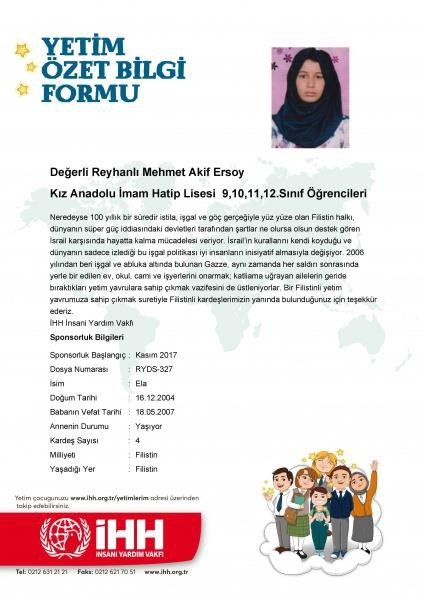 YETİM
ÖZET BİLGİ
FORMU
Değerli Reyhanlı Mehmet Akif Ersoy
Kız Anadolu İmam Hatip Lisesi 9,10,11,12.Sınıf Öğrencileri
Neredeyse 100 yıllık bir süredir istila, işgal ve göç gerçeğiyle yüz yüze olan Filistin halkı,
dünyanın süper güç iddiasındaki devletleri tarafından şartlar ne olursa olsun destek gören
İsrail karşısında hayatta kalma mücadelesi veriyor. İsrail'in kurallarını kendi koyduğu ve
dünyanın sadece izlediği bu işgal politikası iyi insanların inisiyatif almasıyla değişiyor. 2006
yılından beri işgal ve abluka altında bulunan Gazze, aynı zamanda her saldırı sonrasında
yerle bir edilen ev, okul, cami ve işyerlerini onarmak; katliama uğrayan ailelerin geride
bıraktıkları yetim yavrulara sahip çıkmak vazifesini de üstleniyorlar. Bir Filistinli yetim
yavrumuza sahip çıkmak suretiyle Filistinli kardeşlerimizin yanında bulunduğunuz için teşekkür
ederiz.
İHH İnsani Yardım Vakfı
Sponsorluk Bilgileri
Sponsorluk Başlangıç : Kasım 2017
Dosya Numarası : RYDS-327
İsim : Ela
Doğum Tarihi : 16.12.2004
Babanın Vefat Tarihi : 18.05.2007
Annenin Durumu : Yaşıyor
Kardeş Sayısı : 4
Milliyeti : Filistin
Yaşadığı Yer : Filistin
Yetim çocugunuzu www.ihh.org.tr/yetimlerim adresi üzerinden
takip edebilirsiniz.
iHH
İNSANİ YARDIM VAKFI
Tel: 0212 631 21 21 Faks: 0212 621 70 51 www.ihh.org.tr